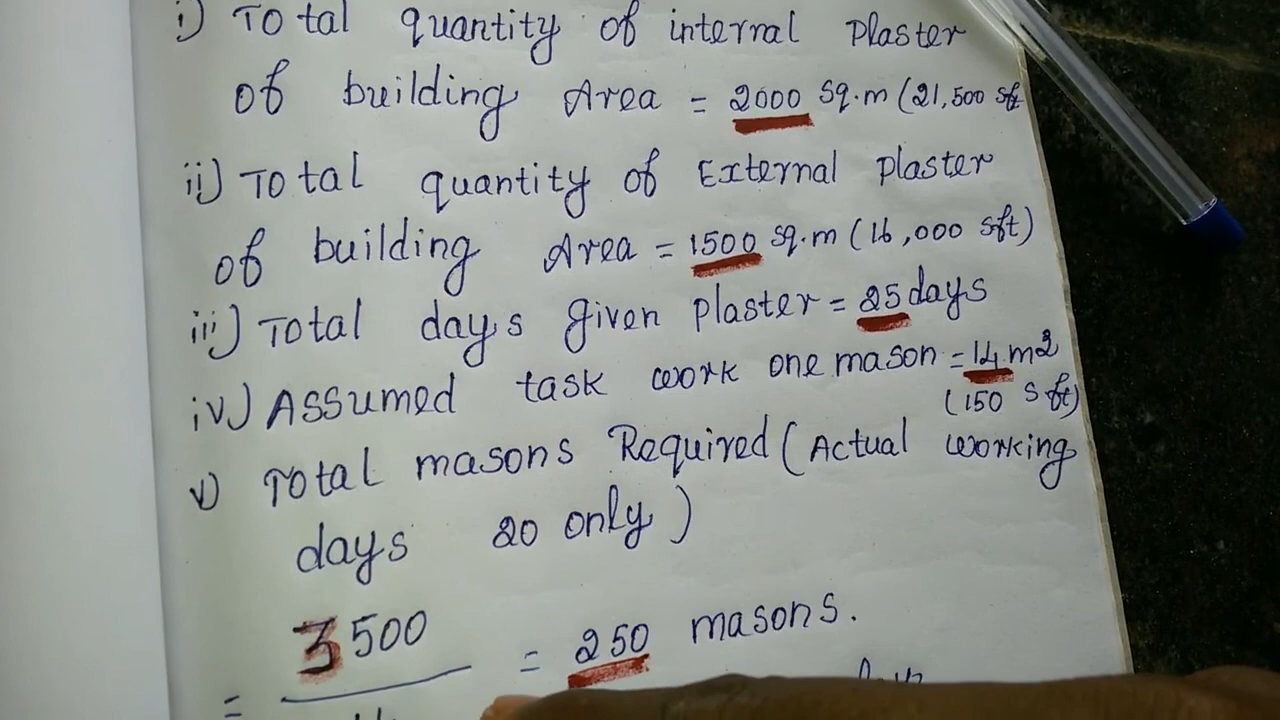 i) Total quantity of internal plaster
of building Area = 2000 sq.m (21,500 sft
ii) Total quantity of External plaster
of building Area = 1500 sq.m (16,000 sft)
iii) Total days given plaster = 25 days
iv) Assumed task work one mason = 14 m2
(150 sft)
v) Total masons Required (Actual working
days 20 only)
= 3500 = 250 masons.